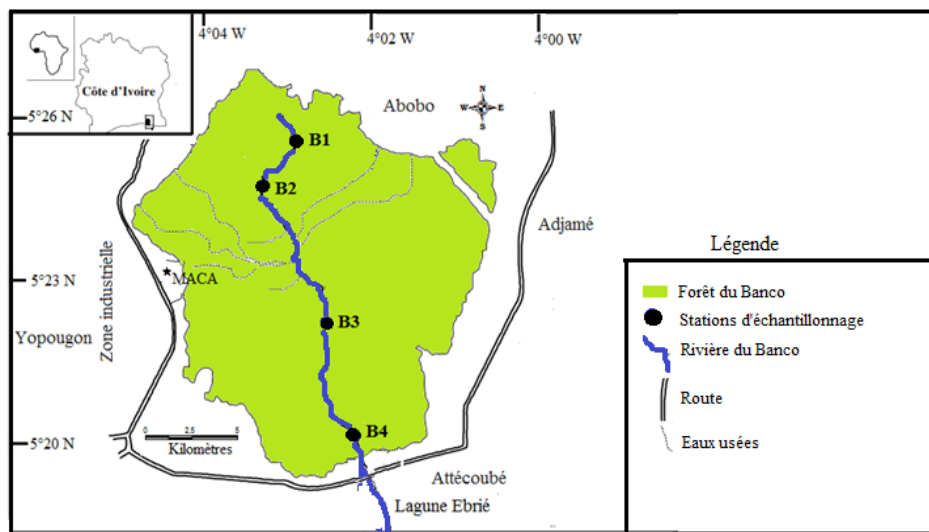 4°04 W
4°02 W
4°00 W
Côte d'Ivoire
5°26 N
Abobo
N
W
E
S
B1
B2
Adjamé
Légende
Zone industrielle
MACA
5°23 N
Yopougon
B3
Forêt du Banco
Stations d'échantillonnage
Rivière du Banco
Route
Eaux usées
B4
0 2.5 5
Kilomètres
5°20 N
Attécoubé
Lagune Ebrié